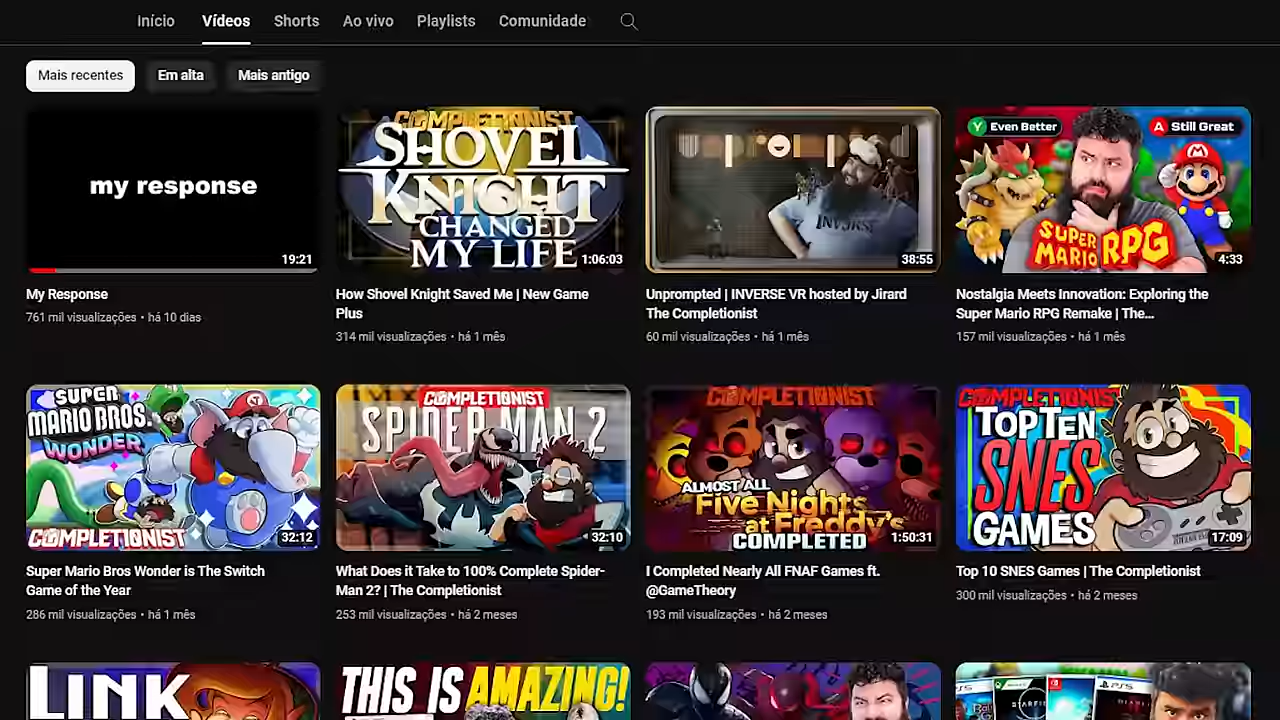 Início Vídeos Shorts Ao vivo Playlists Comunidade
Mais recentes Em alta Mais antigo
my response
19:21
COMPLETIONIST
SHOVEL
KNIGHT
CHANGED
MY LIFE
1:06:03
INV3RSE
38:55
Y Even Better
A Still Great
SUPER
MARIO RPG
4:33
My Response
761 mil visualizações • há 10 dias
How Shovel Knight Saved Me | New Game
Plus
314 mil visualizações • há 1 mês
Unprompted | INVERSE VR hosted by Jirard
The Completionist
60 mil visualizações • há 1 mês
Nostalgia Meets Innovation: Exploring the
Super Mario RPG Remake | The...
157 mil visualizações • há 1 mês
SUPER
MARIO BROS.
WONDER
COMPLETIONIST
32:12
COMPLETIONIST
SPIDER-MAN 2
32:10
COMPLETIONIST
ALMOST ALL
Five Nights
at Freddy's
COMPLETED
1:50:31
COMPLETIONIST
TOP TEN
SNES
GAMES
17:09
Super Mario Bros Wonder is The Switch
Game of the Year
286 mil visualizações • há 1 mês
What Does it Take to 100% Complete Spider-
Man 2? | The Completionist
253 mil visualizações • há 2 meses
I Completed Nearly All FNAF Games ft.
@GameTheory
193 mil visualizações • há 2 meses
Top 10 SNES Games | The Completionist
300 mil visualizações • há 2 meses
LINK
THIS IS AMAZING!
PS5
STARFIELD
PS5